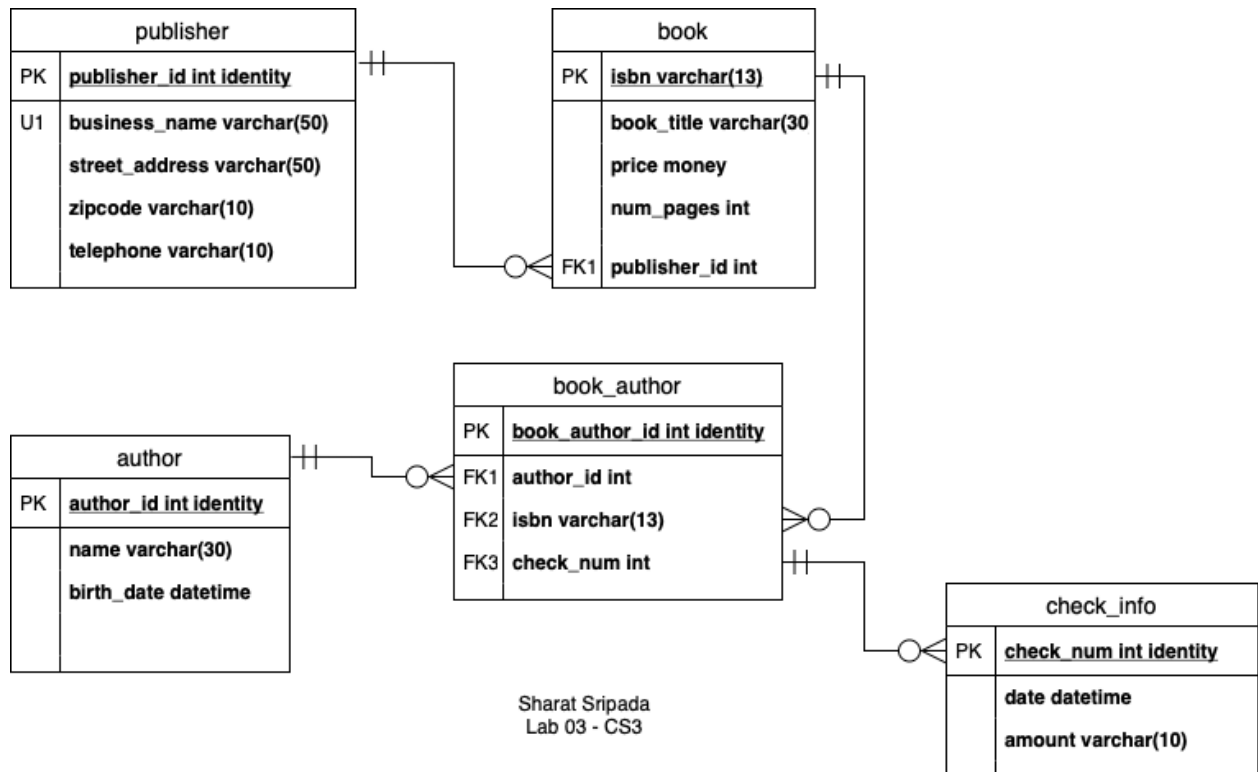 publisher
PK publisher_id int identity
U1 business_name varchar(50)
street_address varchar(50)
zipcode varchar(10)
telephone varchar(10)
book
PK isbn varchar(13)
book_title varchar(30
price money
num_pages int
FK1 publisher_id int
book_author
PK book_author_id int identity
FK1 author_id int
FK2 isbn varchar(13)
FK3 check_num int
author
PK author_id int identity
name varchar(30)
birth_date datetime
check_info
PK check_num int identity
date datetime
amount varchar(10)
Sharat Sripada
Lab 03 - CS3